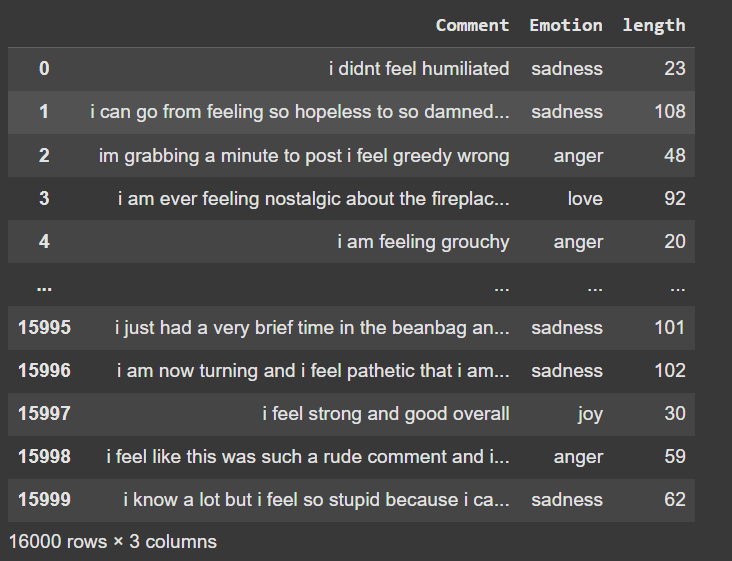 Comment Emotion length
0 i didnt feel humiliated sadness 23
1 i can go from feeling so hopeless to so damned... sadness 108
2 im grabbing a minute to post i feel greedy wrong anger 48
3 i am ever feeling nostalgic about the fireplac... love 92
4 i am feeling grouchy anger 20
... ... ... ...
15995 i just had a very brief time in the beanbag an... sadness 101
15996 i am now turning and i feel pathetic that i am... sadness 102
15997 i feel strong and good overall joy 30
15998 i feel like this was such a rude comment and i... anger 59
15999 i know a lot but i feel so stupid because i ca... sadness 62
16000 rows × 3 columns